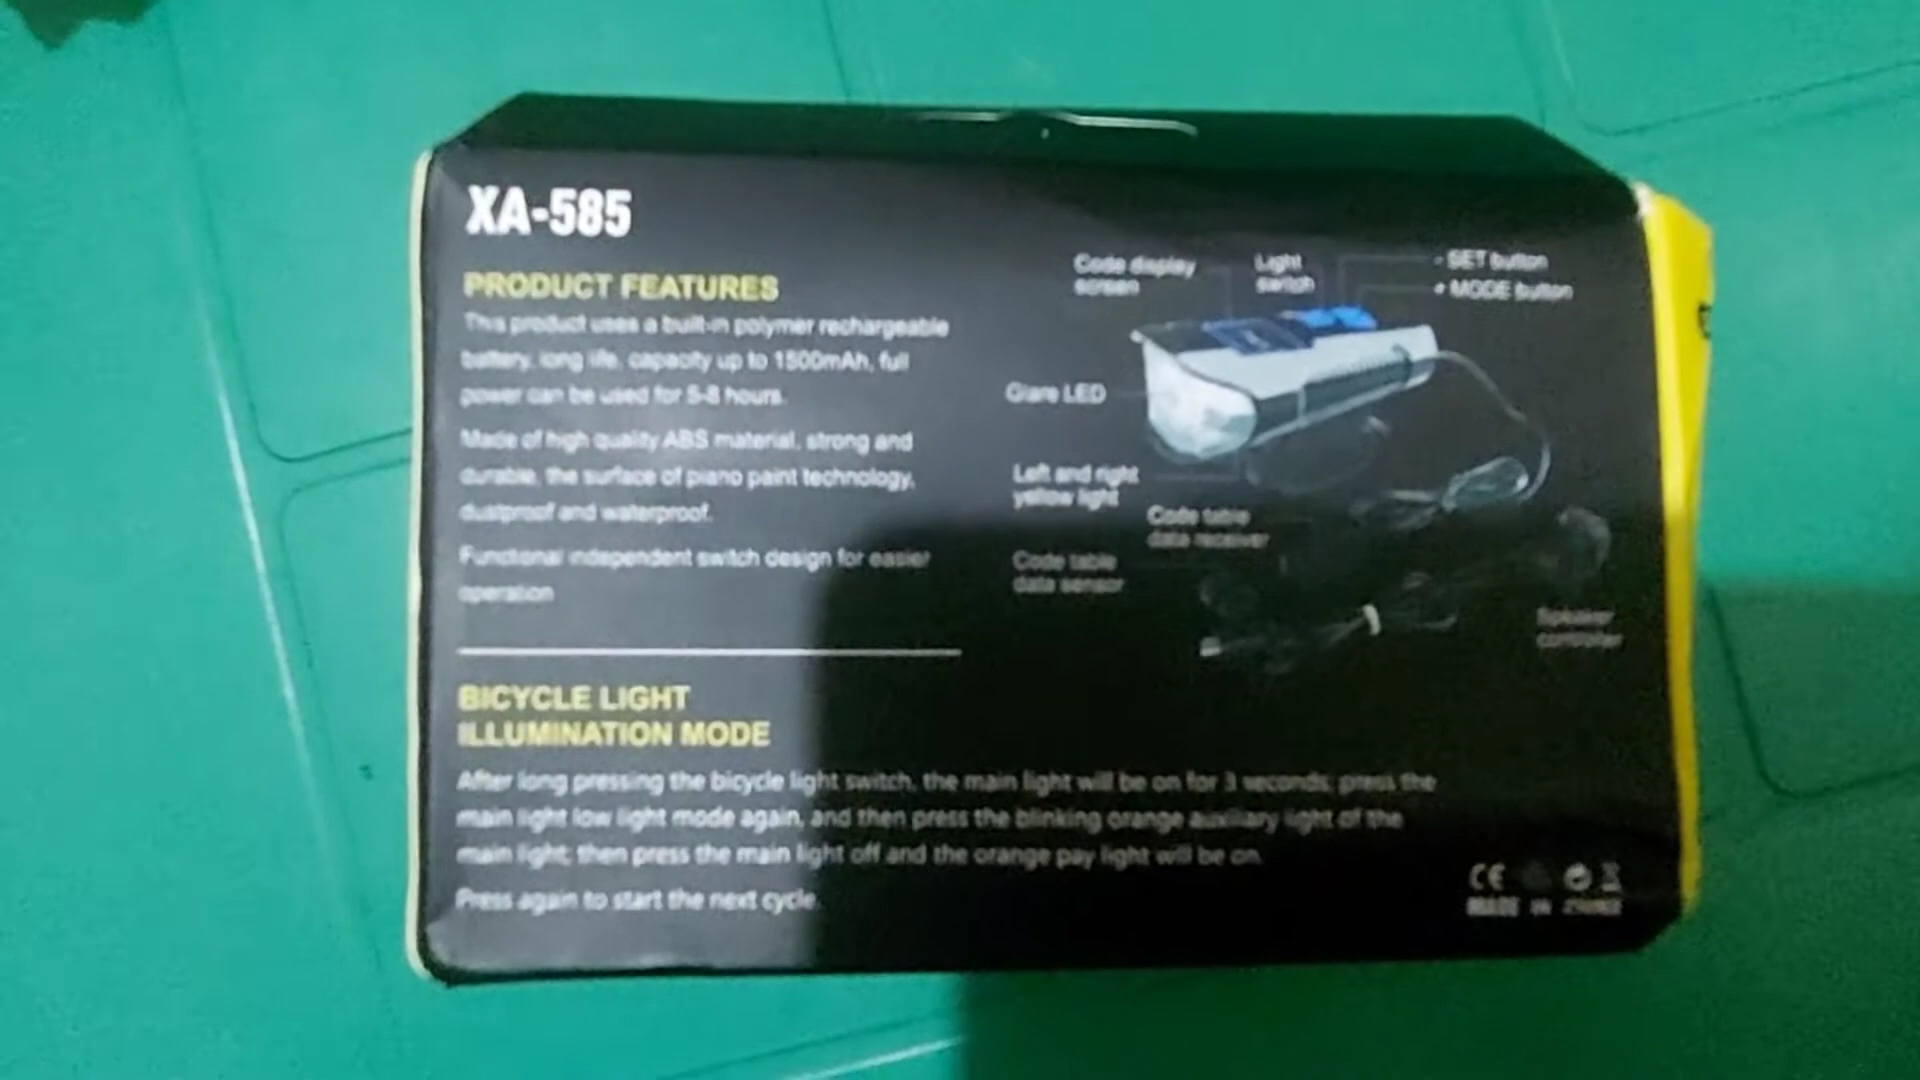 XA-585
PRODUCT FEATURES
This product uses a built-in polymer rechargeable
battery, long life, capacity up to 1500mAh, full
power can be used for 5-8 hours.
Made of high quality ABS material, strong and
durable, the surface of piano paint technology,
dustproof and waterproof.
Functional independent switch design for easier
operation
Code display
screen
Light
switch
- SET button
+ MODE button
Glare LED
Left and right
yellow light
Code table
data receiver
Code table
data sensor
Speaker
controller
BICYCLE LIGHT
ILLUMINATION MODE
After long pressing the bicycle light switch, the main light will be on for 3 seconds; press the
main light low light mode again, and then press the blinking orange auxiliary light of the
main light; then press the main light off and the orange pay light will be on.
Press again to start the next cycle.
CE
MADE IN CHINA